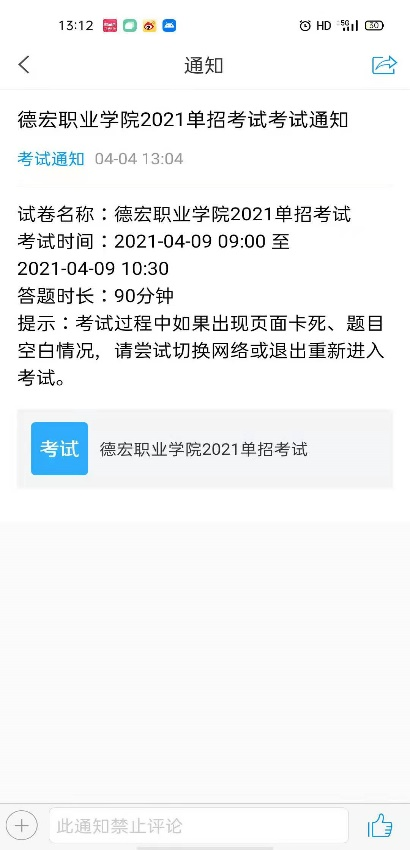 13:12
HD 5G 30
通知
德宏职业学院2021单招考试考试通知
考试通知 04-04 13:04
试卷名称：德宏职业学院2021单招考试
考试时间：2021-04-09 09:00 至
2021-04-09 10:30
答题时长：90分钟
提示：考试过程中如果出现页面卡死、题目
空白情况，请尝试切换网络或退出重新进入
考试。
考试 德宏职业学院2021单招考试
此通知禁止评论